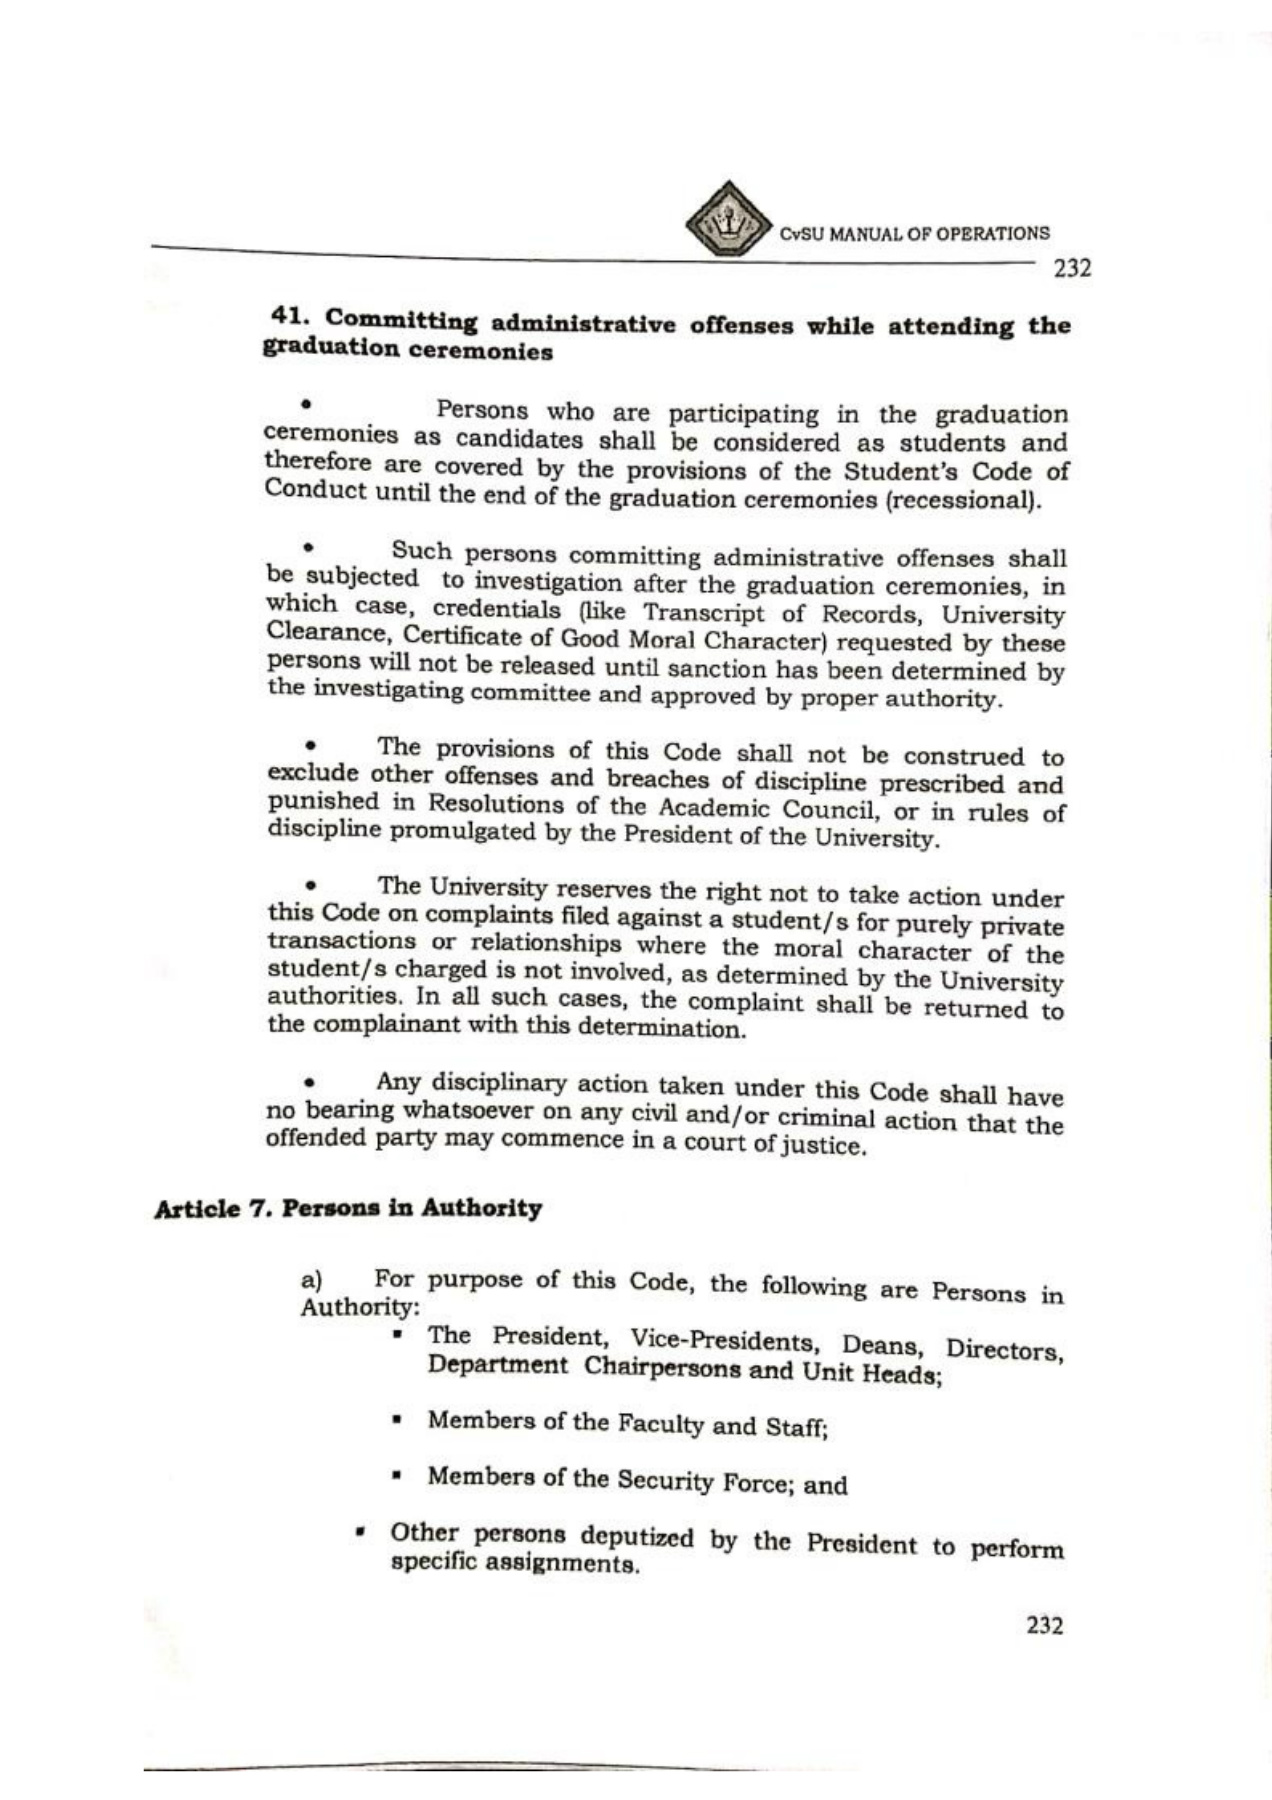 CvSU MANUAL OF OPERATIONS
232
41. Committing administrative offenses while attending the
graduation ceremonies
• Persons who are participating in the graduation
ceremonies as candidates shall be considered as students and
therefore are covered by the provisions of the Student's Code of
Conduct until the end of the graduation ceremonies (recessional).
• Such persons committing administrative offenses shall
be subjected to investigation after the graduation ceremonies, in
which case, credentials (like Transcript of Records, University
Clearance, Certificate of Good Moral Character) requested by these
persons will not be released until sanction has been determined by
the investigating committee and approved by proper authority.
• The provisions of this Code shall not be construed to
exclude other offenses and breaches of discipline prescribed and
punished in Resolutions of the Academic Council, or in rules of
discipline promulgated by the President of the University.
• The University reserves the right not to take action under
this Code on complaints filed against a student/s for purely private
transactions or relationships where the moral character of the
student/s charged is not involved, as determined by the University
authorities. In all such cases, the complaint shall be returned to
the complainant with this determination.
• Any disciplinary action taken under this Code shall have
no bearing whatsoever on any civil and/or criminal action that the
offended party may commence in a court of justice.
Article 7. Persons in Authority
a) For purpose of this Code, the following are Persons in
Authority:
▪ The President, Vice-Presidents, Deans, Directors,
Department Chairpersons and Unit Heads;
▪ Members of the Faculty and Staff;
▪ Members of the Security Force; and
▪ Other persons deputized by the President to perform
specific assignments.
232